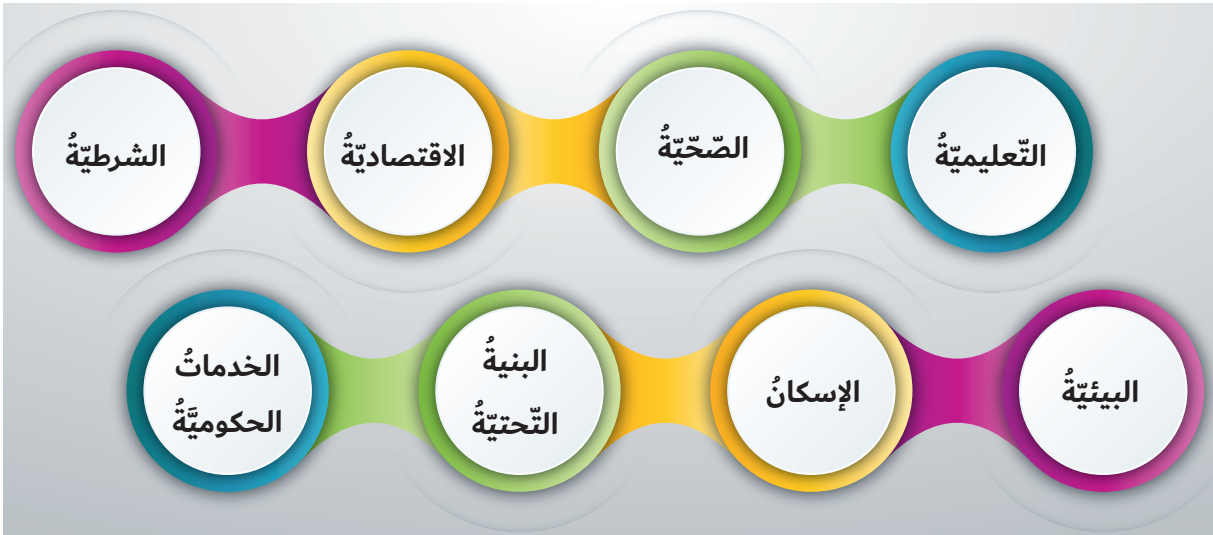 التّعليميّةُ
الصّحّيّةُ
الاقتصاديّةُ
الشرطيّةُ
البيئيّةُ
الإسكانُ
البنيةُ
التّحتيّةُ
الخدماتُ
الحكوميَّةُ